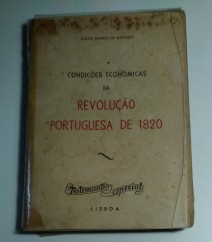 CONDIÇÕES ECONÓMICAS
DA
REVOLUÇÃO
PORTUGUESA DE 1820
LISBOA